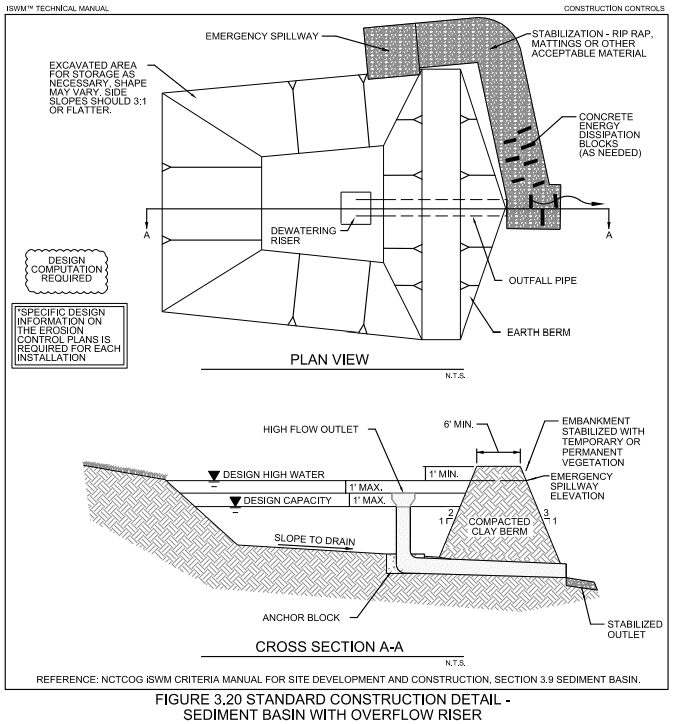 iSWM™ TECHNICAL MANUAL
CONSTRUCTION CONTROLS
EMERGENCY SPILLWAY
STABILIZATION - RIP RAP,
MATTINGS OR OTHER
ACCEPTABLE MATERIAL
EXCAVATED AREA
FOR STORAGE AS
NECESSARY, SHAPE
MAY VARY. SIDE
SLOPES SHOULD 3:1
OR FLATTER.
CONCRETE
ENERGY
DISSIPATION
BLOCKS
(AS NEEDED)
A
A
DEWATERING
RISER
DESIGN
COMPUTATION
REQUIRED
OUTFALL PIPE
*SPECIFIC DESIGN
INFORMATION ON
THE EROSION
CONTROL PLANS IS
REQUIRED FOR EACH
INSTALLATION
EARTH BERM
PLAN VIEW
N.T.S.
HIGH FLOW OUTLET
6' MIN.
EMBANKMENT
STABILIZED WITH
TEMPORARY OR
PERMANENT
VEGETATION
DESIGN HIGH WATER
1' MIN.
EMERGENCY
SPILLWAY
ELEVATION
1' MAX.
DESIGN CAPACITY
1' MAX.
2
1
COMPACTED
CLAY BERM
3
1
SLOPE TO DRAIN
ANCHOR BLOCK
STABILIZED
OUTLET
CROSS SECTION A-A
N.T.S.
REFERENCE: NCTCOG iSWM CRITERIA MANUAL FOR SITE DEVELOPMENT AND CONSTRUCTION, SECTION 3.9 SEDIMENT BASIN.
FIGURE 3.20 STANDARD CONSTRUCTION DETAIL -
SEDIMENT BASIN WITH OVERFLOW RISER